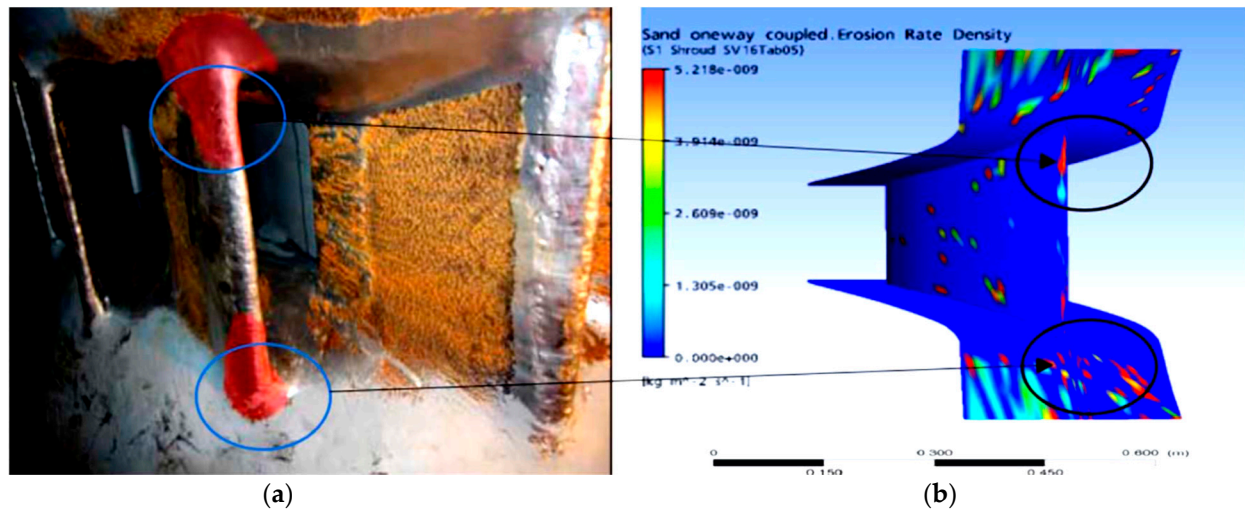 Sand oneway coupled.Erosion Rate Density
(S1 Shroud SV16Tab05)
5.218e-009
3.914e-009
2.609e-009
1.305e-009
0.000e+000
[kg m^-2 s^-1]
0 0.300 0.600 (m)
0.150 0.450
(a) (b)